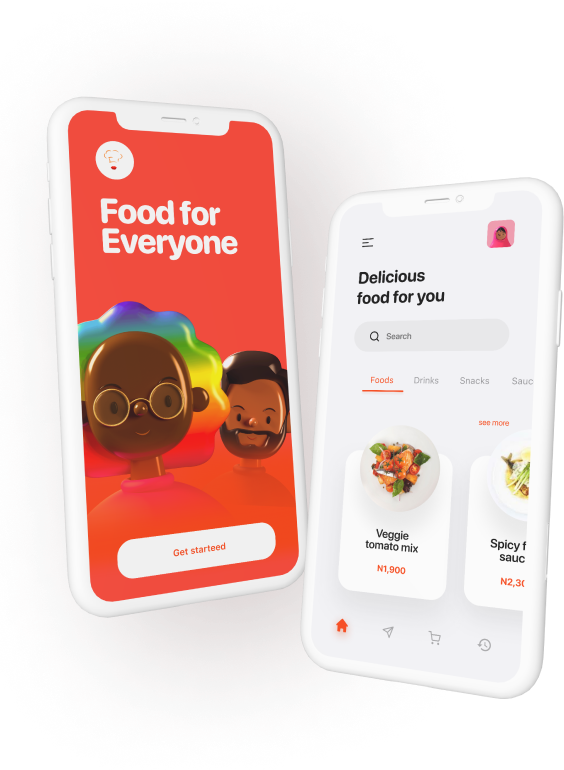 Food for
Everyone
Get starteed
Delicious
food for you
Search
Foods
Drinks
Snacks
Sauc
see more
Veggie
tomato mix
N1,900
Spicy f
sauc
N2,30